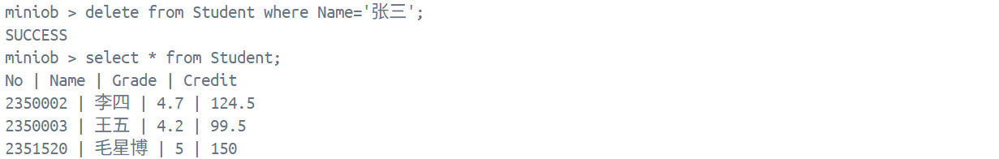 miniob > delete from Student where Name='张三';
SUCCESS
miniob > select * from Student;
No | Name | Grade | Credit
2350002 | 李四 | 4.7 | 124.5
2350003 | 王五 | 4.2 | 99.5
2351520 | 毛星博 | 5 | 150